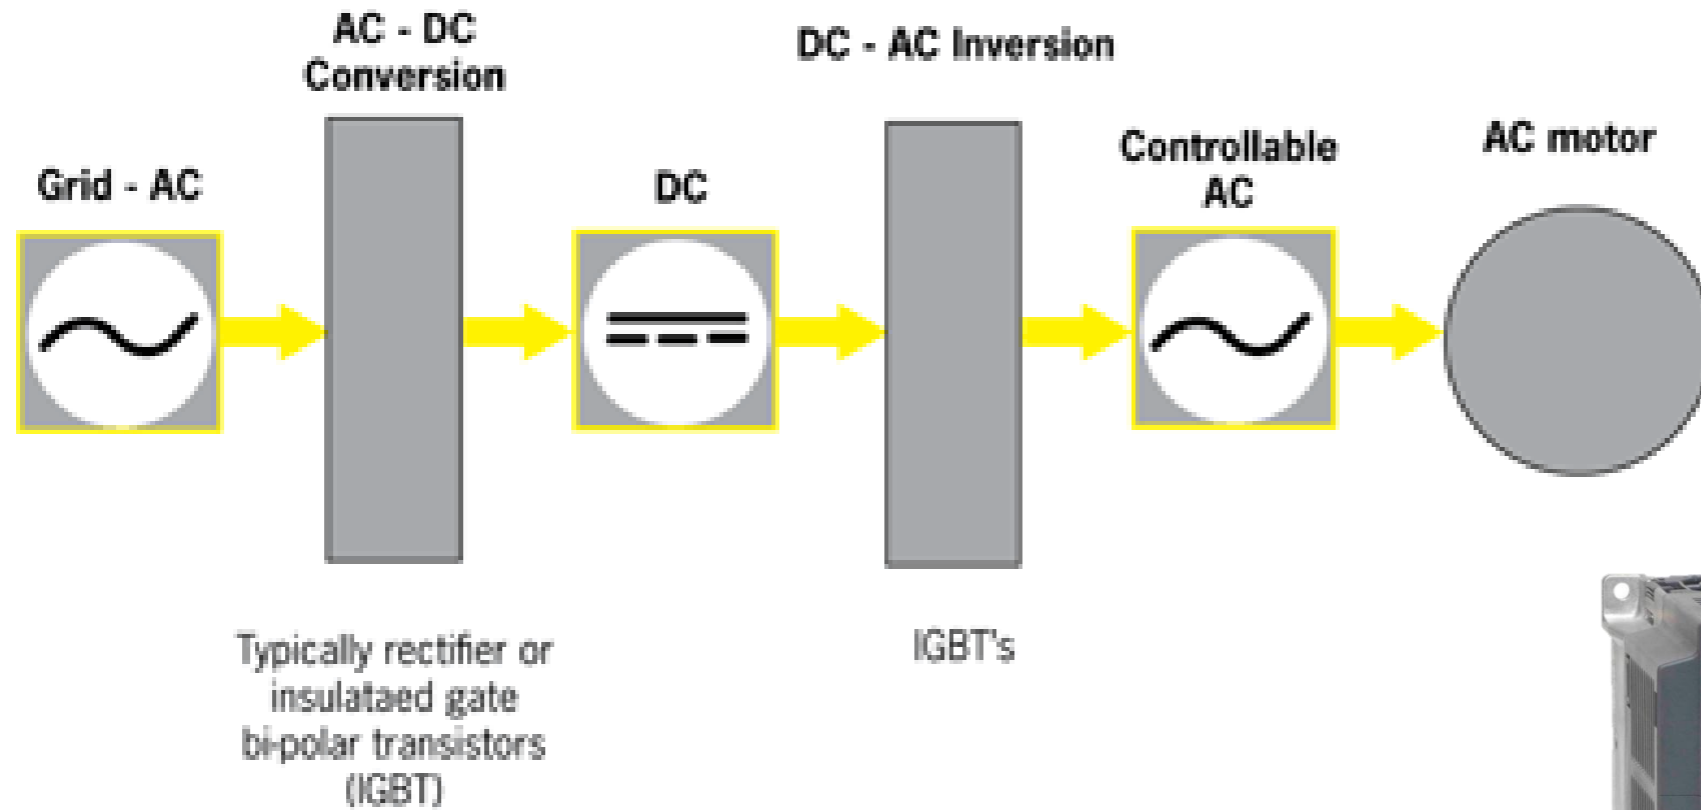 AC - DC
Conversion
DC - AC Inversion
Controllable
AC
AC motor
Grid - AC
DC
Typically rectifier or
insulataed gate
bi-polar transistors
(IGBT)
IGBT's